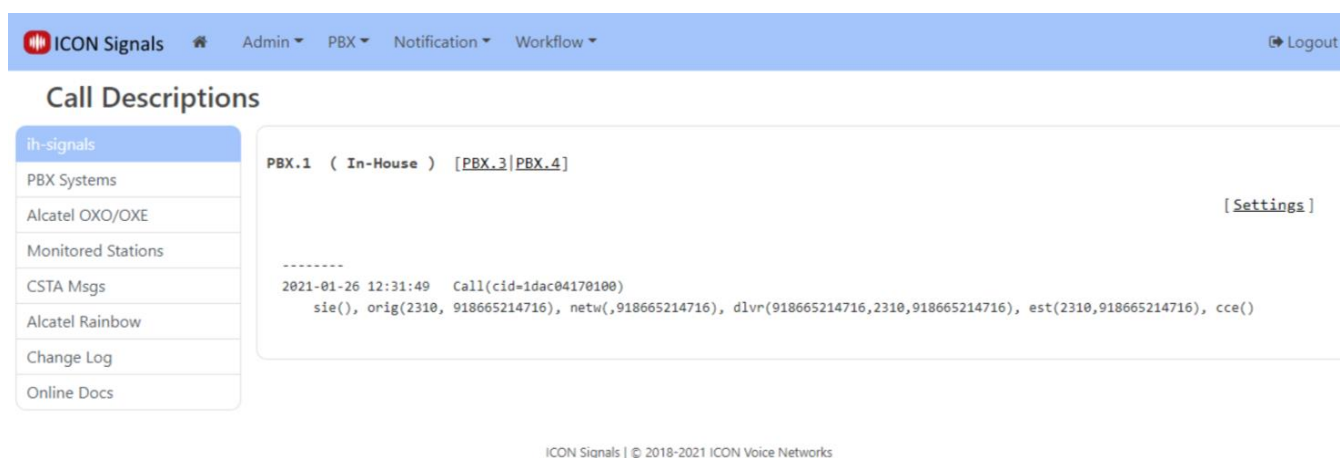 ICON Signals Admin PBX Notification Workflow Logout
Call Descriptions
ih-signals
PBX Systems
Alcatel OXO/OXE
Monitored Stations
CSTA Msgs
Alcatel Rainbow
Change Log
Online Docs
PBX.1 ( In-House ) [PBX.3|PBX.4]
[Settings]
--------
2021-01-26 12:31:49 Call(cid=1dac04170100)
sie(), orig(2310, 918665214716), netw(,918665214716), dlvr(918665214716,2310,918665214716), est(2310,918665214716), cce()
ICON Signals | © 2018-2021 ICON Voice Networks